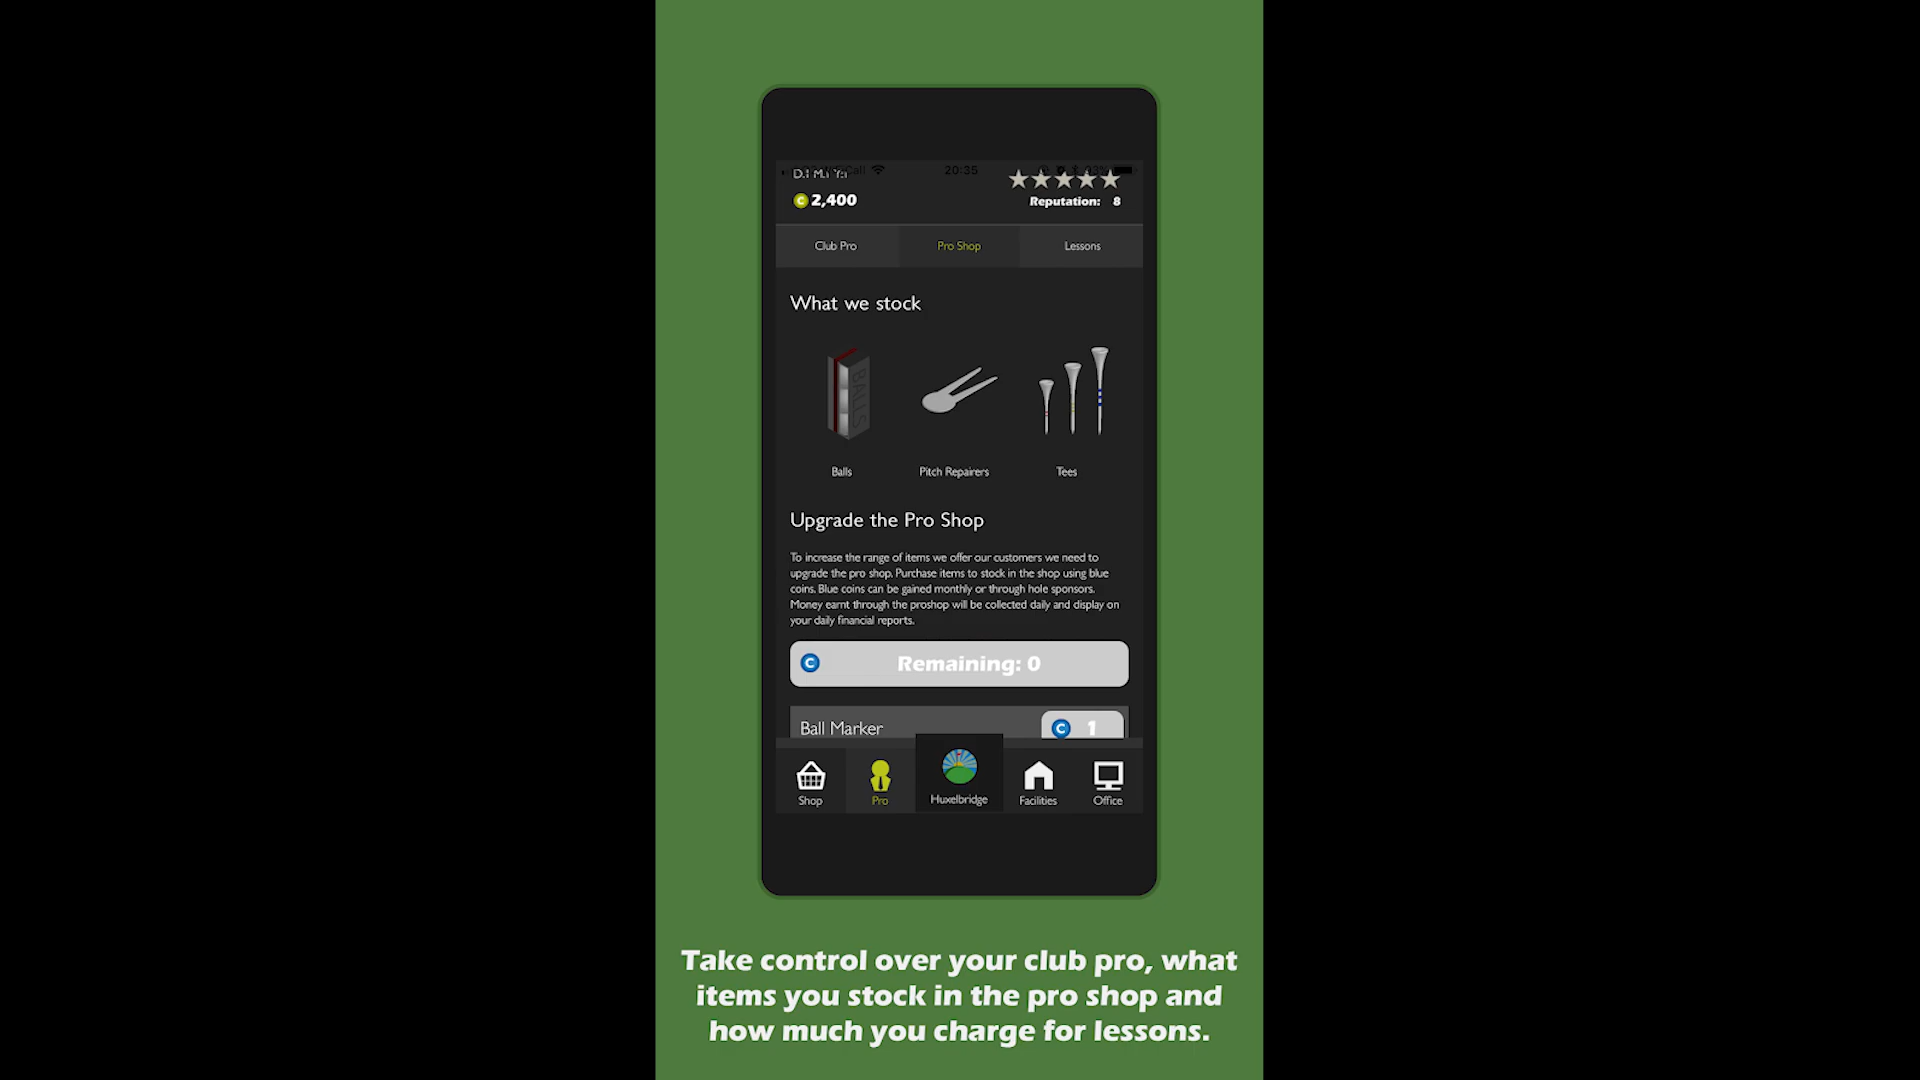 20:35
2,400
Reputation: 8
Club Pro
Pro Shop
Lessons
What we stock
BALLS
Balls
Pitch Repairers
Tees
Upgrade the Pro Shop
To increase the range of items we offer our customers we need to
upgrade the pro shop. Purchase items to stock in the shop using blue
coins. Blue coins can be gained monthly or through hole sponsors.
Money earnt through the proshop will be collected daily and display on
your daily financial reports.
C Remaining: 0
Ball Marker
C 1
Shop
Pro
Huxelbridge
Facilities
Office
Take control over your club pro, what
items you stock in the pro shop and
how much you charge for lessons.